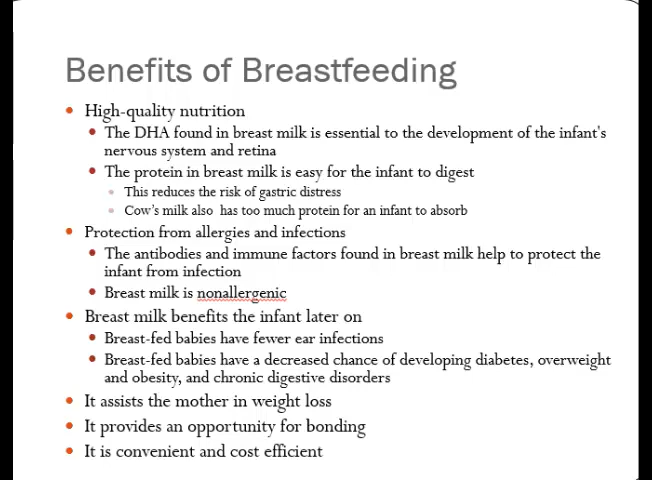 Benefits of Breastfeeding
High-quality nutrition
The DHA found in breast milk is essential to the development of the infant's
nervous system and retina
The protein in breast milk is easy for the infant to digest
This reduces the risk of gastric distress
Cow's milk also has too much protein for an infant to absorb
Protection from allergies and infections
The antibodies and immune factors found in breast milk help to protect the
infant from infection
Breast milk is nonallergenic
Breast milk benefits the infant later on
Breast-fed babies have fewer ear infections
Breast-fed babies have a decreased chance of developing diabetes, overweight
and obesity, and chronic digestive disorders
It assists the mother in weight loss
It provides an opportunity for bonding
It is convenient and cost efficient